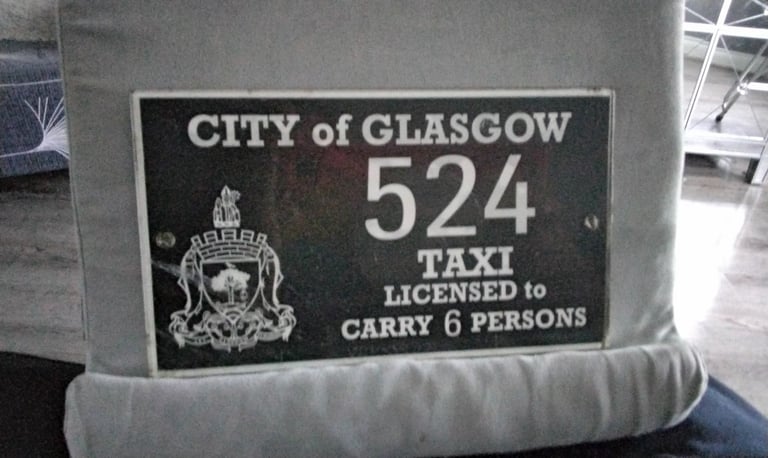 CITY of GLASGOW
524
TAXI
LICENSED to
CARRY 6 PERSONS